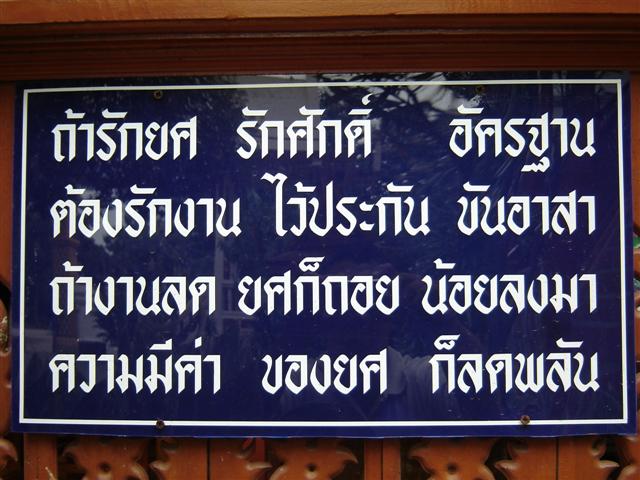 ถ้ารักยศ รักศักดิ์ อัครฐาน
ต้องรักงาน ไว้ประกัน ขันอาสา
ถ้างานลด ยศก็ถอย น้อยลงมา
ความมีค่า ของยศ ก็ลดพลัน